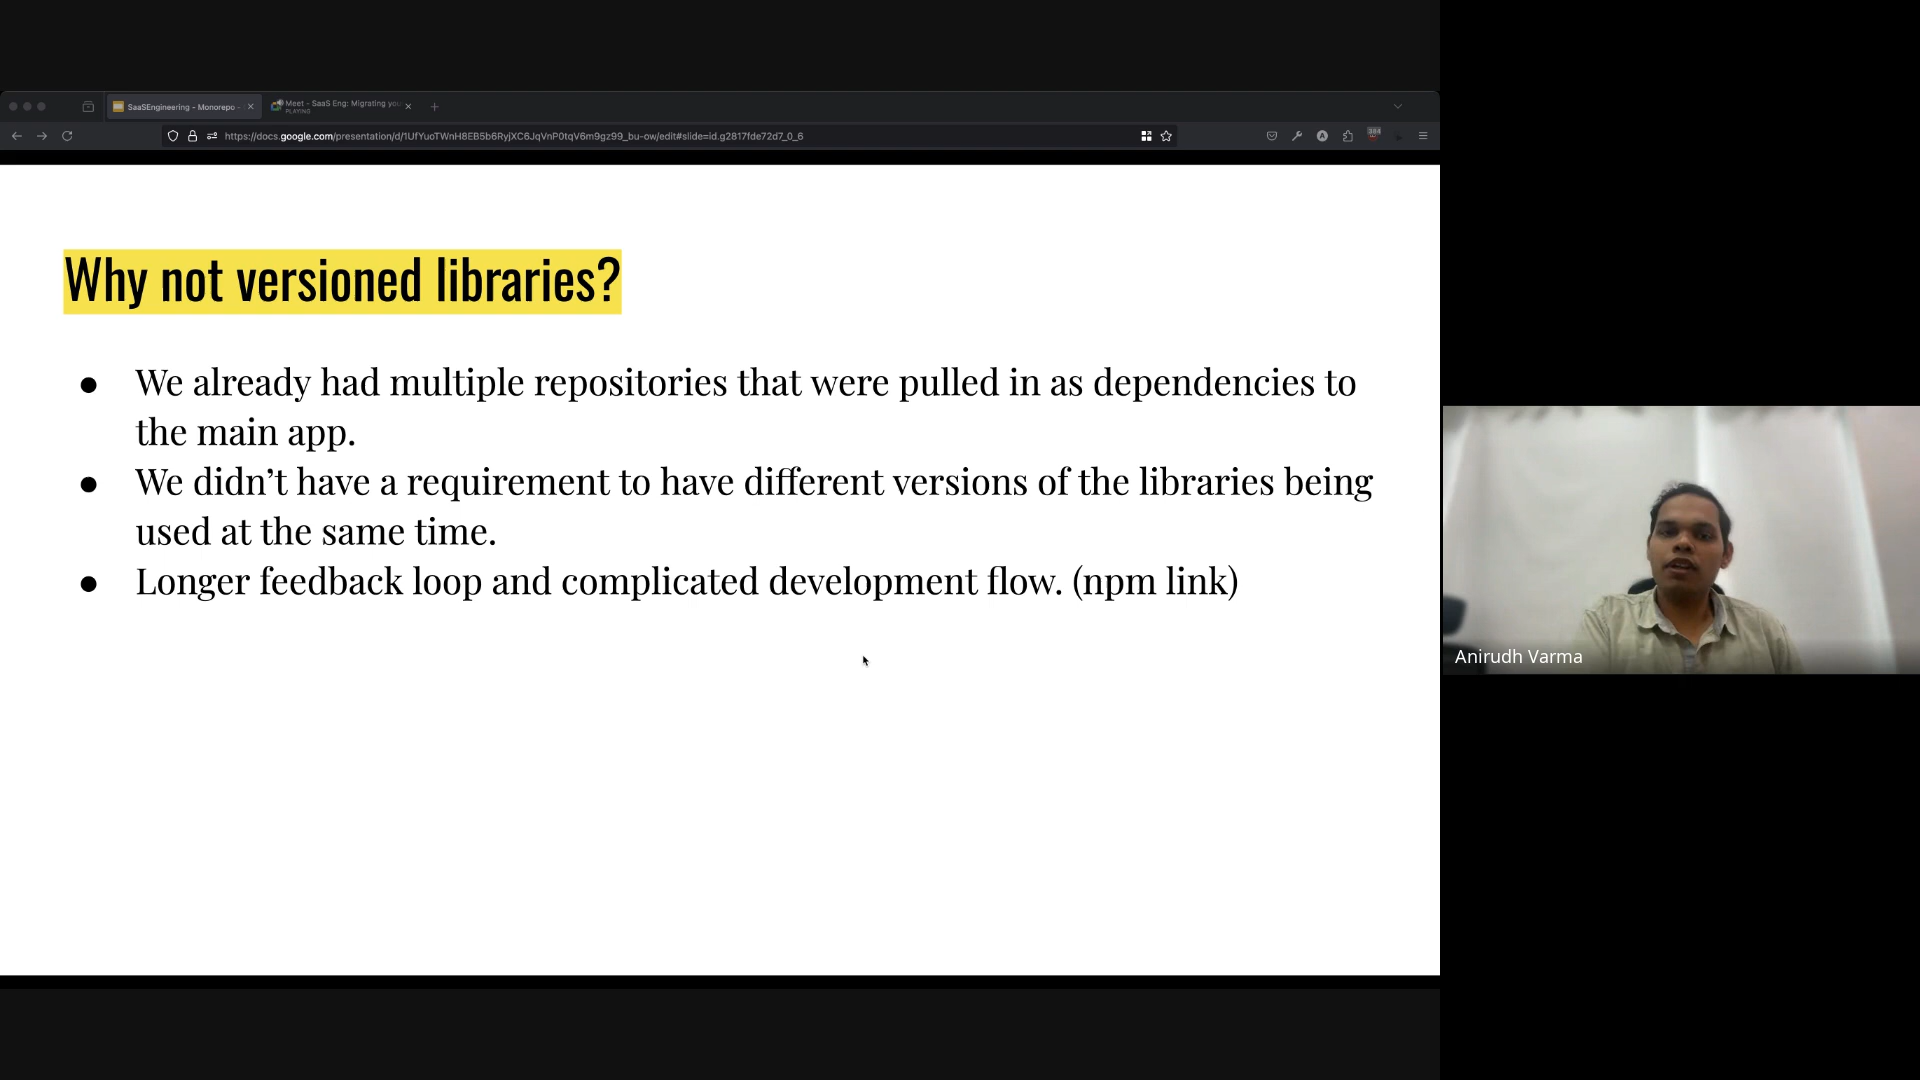 SaaSEngineering - Monorepo -
Meet - SaaS Eng: Migrating you
PLAYING
https://docs.google.com/presentation/d/1UfYuoTWnH8EB5b6RyjXC6JqVnP0tqV6m9gz99_bu-ow/edit#slide=id.g2817fde72d7_0_6
Why not versioned libraries?
● We already had multiple repositories that were pulled in as dependencies to
the main app.
● We didn’t have a requirement to have different versions of the libraries being
used at the same time.
● Longer feedback loop and complicated development flow. (npm link)
Anirudh Varma